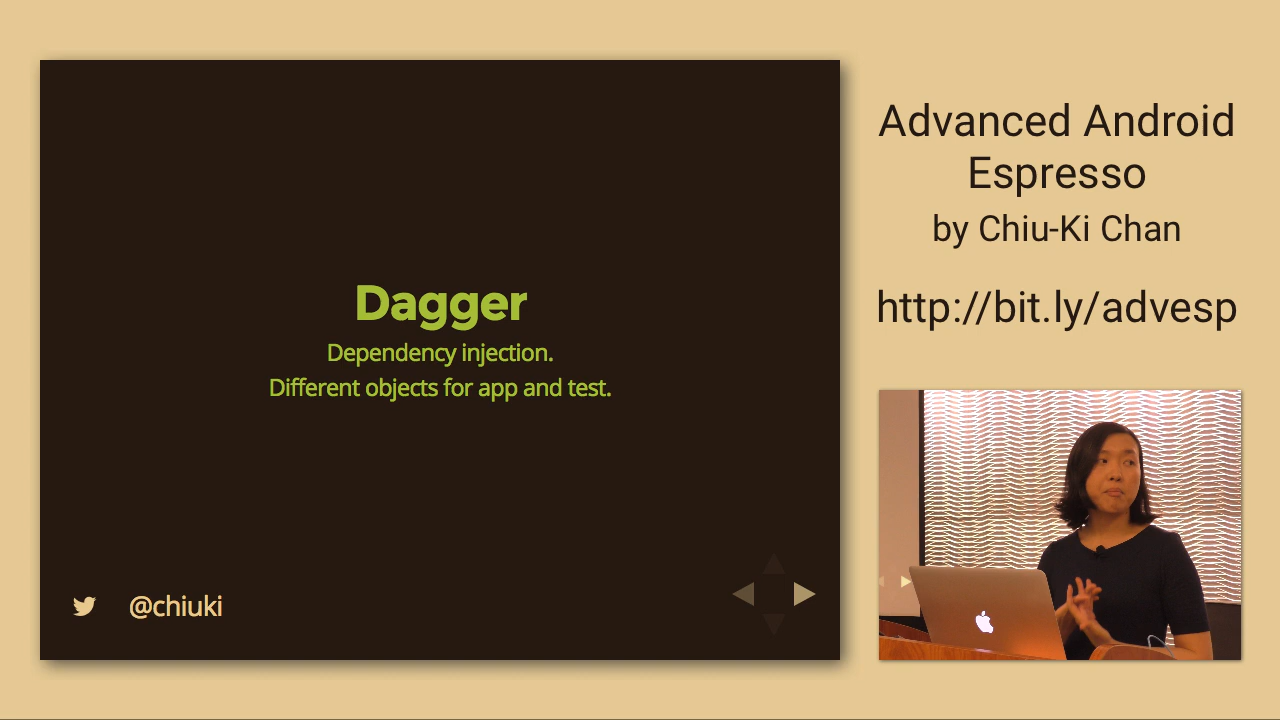 Dagger
Dependency injection.
Different objects for app and test.
@chiuki
Advanced Android
Espresso
by Chiu-Ki Chan
http://bit.ly/advesp